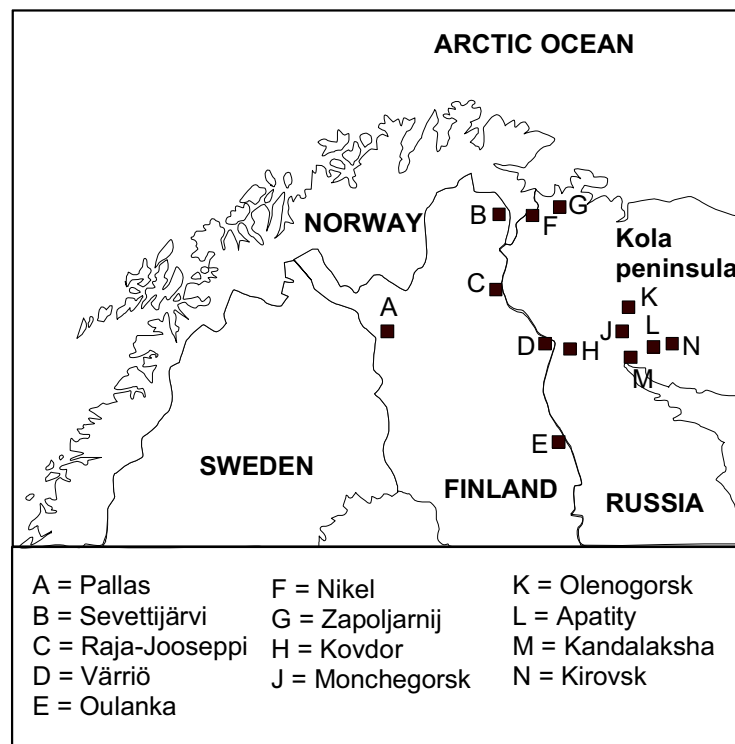 ARCTIC OCEAN
NORWAY
B
F
G
Kola
peninsula
C
A
K
J
L
N
D
H
M
E
SWEDEN
FINLAND
RUSSIA
A = Pallas
B = Sevettijärvi
C = Raja-Jooseppi
D = Värriö
E = Oulanka
F = Nikel
G = Zapoljarnij
H = Kovdor
J = Monchegorsk
K = Olenogorsk
L = Apatity
M = Kandalaksha
N = Kirovsk